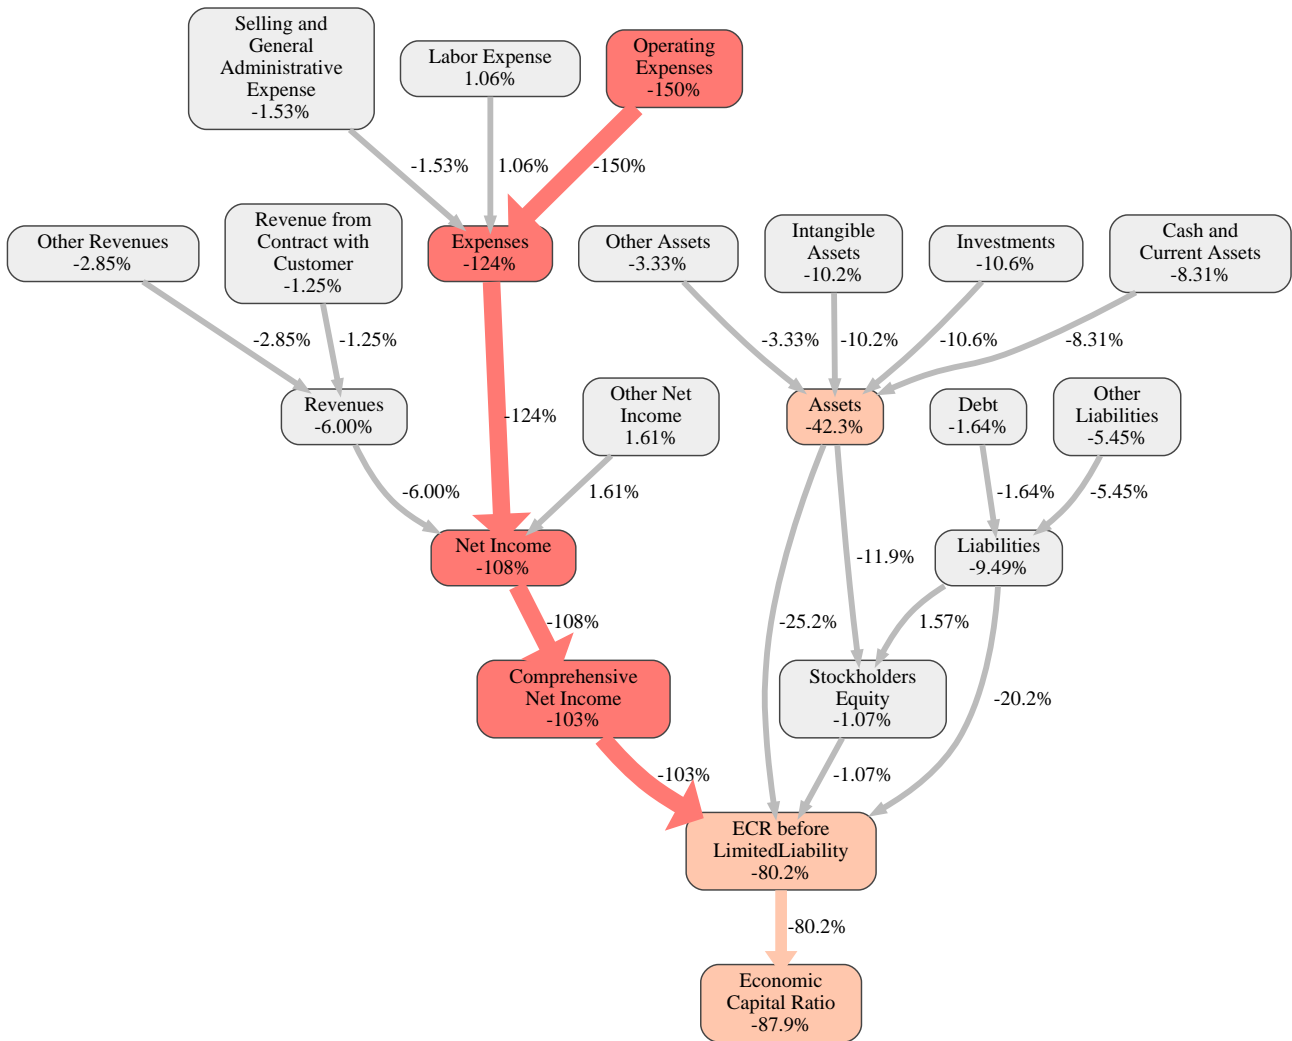 Selling and
General
Administrative
Expense
-1.53%
Labor Expense
1.06%
Operating
Expenses
-150%
-1.53%
1.06%
-150%
Other Revenues
-2.85%
Revenue from
Contract with
Customer
-1.25%
Expenses
-124%
Other Assets
-3.33%
Intangible
Assets
-10.2%
Investments
-10.6%
Cash and
Current Assets
-8.31%
-2.85%
-1.25%
-3.33%
-10.2%
-10.6%
-8.31%
Revenues
-6.00%
-124%
Other Net
Income
1.61%
Assets
-42.3%
Debt
-1.64%
Other
Liabilities
-5.45%
-6.00%
1.61%
-1.64%
-5.45%
Net Income
-108%
-11.9%
Liabilities
-9.49%
-108%
-25.2%
1.57%
Comprehensive
Net Income
-103%
Stockholders
Equity
-1.07%
-20.2%
-103%
-1.07%
ECR before
LimitedLiability
-80.2%
-80.2%
Economic
Capital Ratio
-87.9%